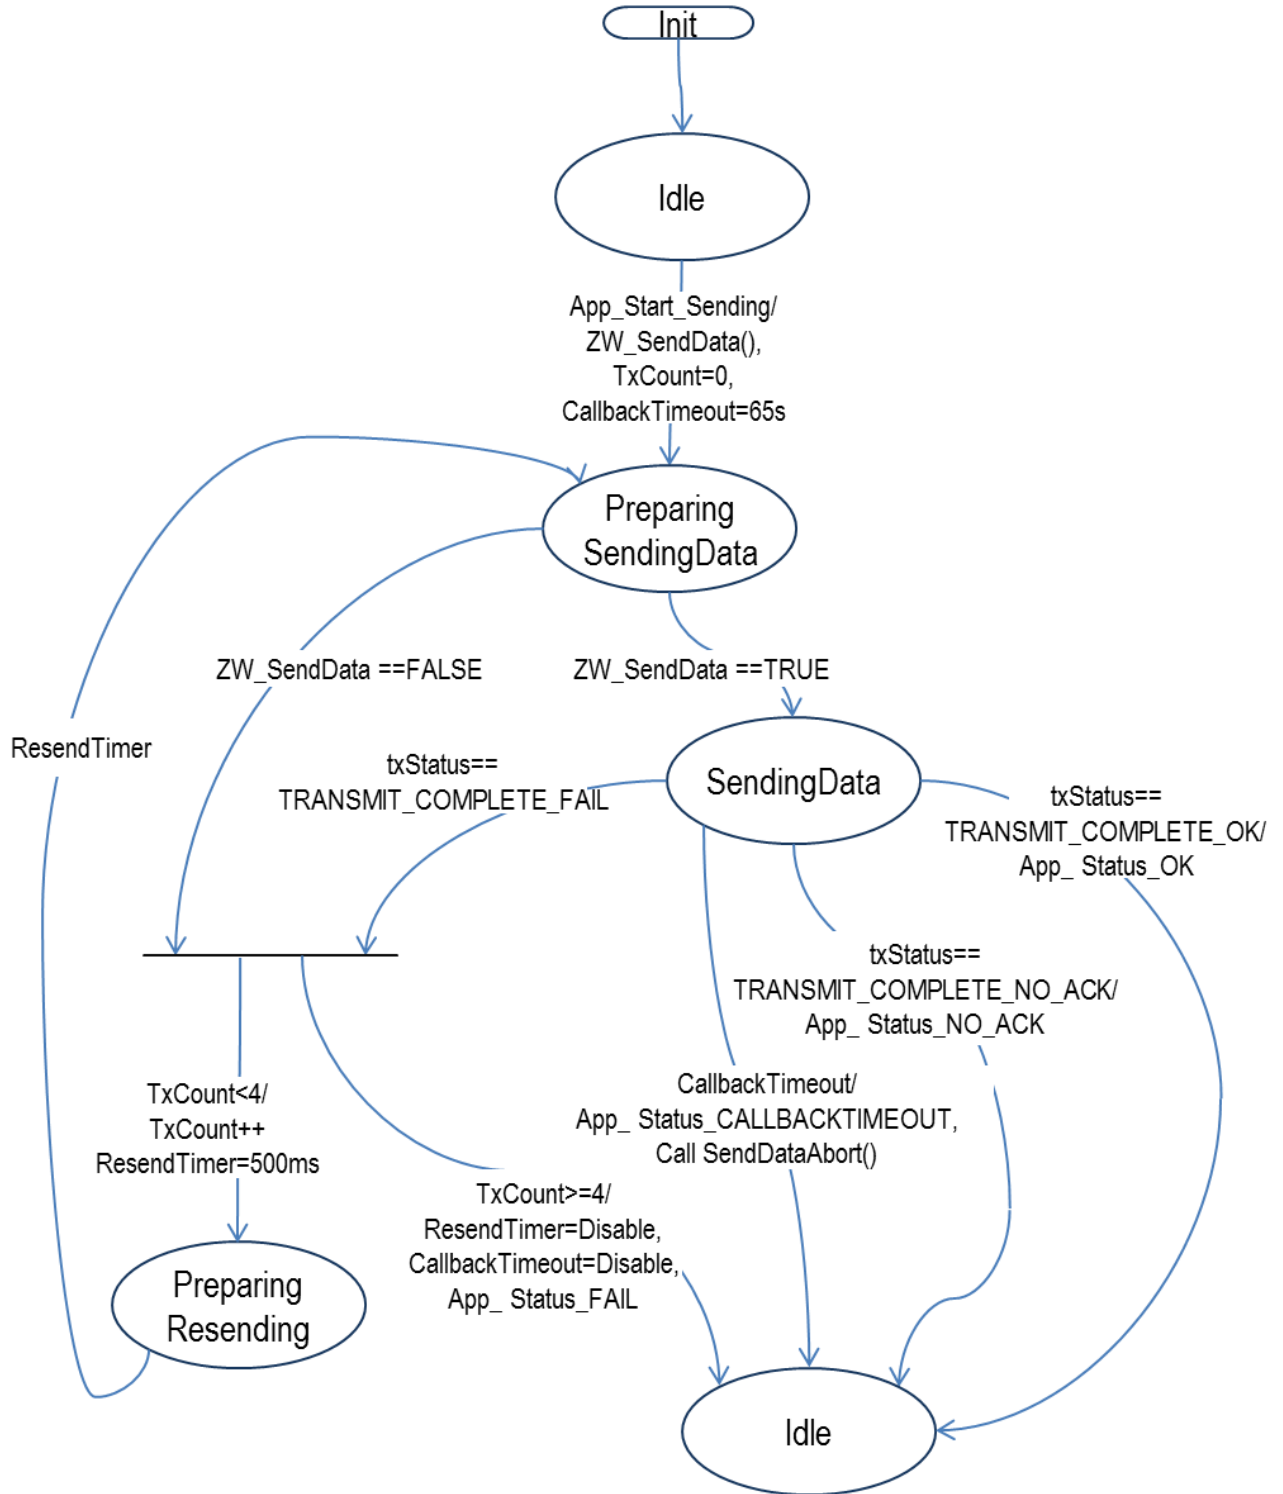 Init
Idle
App_Start_Sending/
ZW_SendData(),
TxCount=0,
CallbackTimeout=65s
Preparing
SendingData
ZW_SendData ==FALSE
ZW_SendData ==TRUE
ResendTimer
txStatus==
TRANSMIT_COMPLETE_FAIL
SendingData
txStatus==
TRANSMIT_COMPLETE_OK/
App_ Status_OK
txStatus==
TRANSMIT_COMPLETE_NO_ACK/
App_ Status_NO_ACK
CallbackTimeout/
App_ Status_CALLBACKTIMEOUT,
Call SendDataAbort()
TxCount<4/
TxCount++
ResendTimer=500ms
TxCount>=4/
ResendTimer=Disable,
CallbackTimeout=Disable,
App_ Status_FAIL
Preparing
Resending
Idle